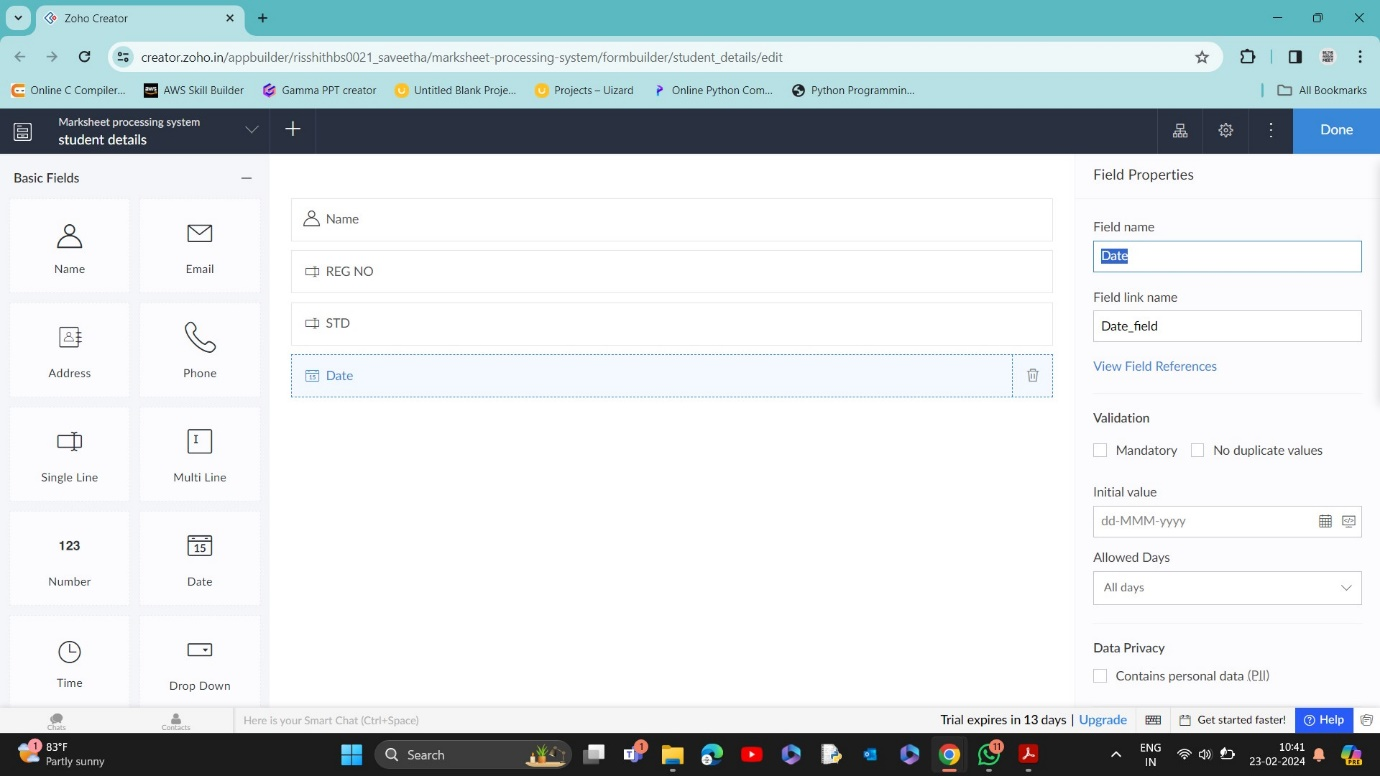 Zoho Creator
creator.zoho.in/appbuilder/risshithbs0021_saveetha/marksheet-processing-system/formbuilder/student_details/edit
Online C Compiler... AWS Skill Builder Gamma PPT creator Untitled Blank Proje... Projects – Uizard Online Python Com... Python Programmin... All Bookmarks
Marksheet processing system
student details
Done
Basic Fields
Name Email
Address Phone
Single Line Multi Line
123
Number
15
Date
Time Drop Down
Name
REG NO
STD
Date
Field Properties
Field name
Date
Field link name
Date_field
View Field References
Validation
Mandatory No duplicate values
Initial value
dd-MMM-yyyy
Allowed Days
All days
Data Privacy
Contains personal data (PII)
Chats Contacts Here is your Smart Chat (Ctrl+Space) Trial expires in 13 days | Upgrade Get started faster! Help
1 83°F
Partly sunny
Search
1
11
ENG
IN
10:41
23-02-2024